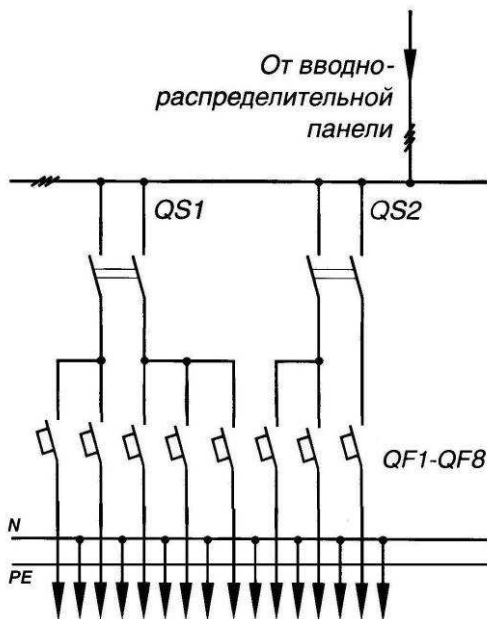 От вводно-
распределительной
панели
QS1
QS2
QF1-QF8
N
PE